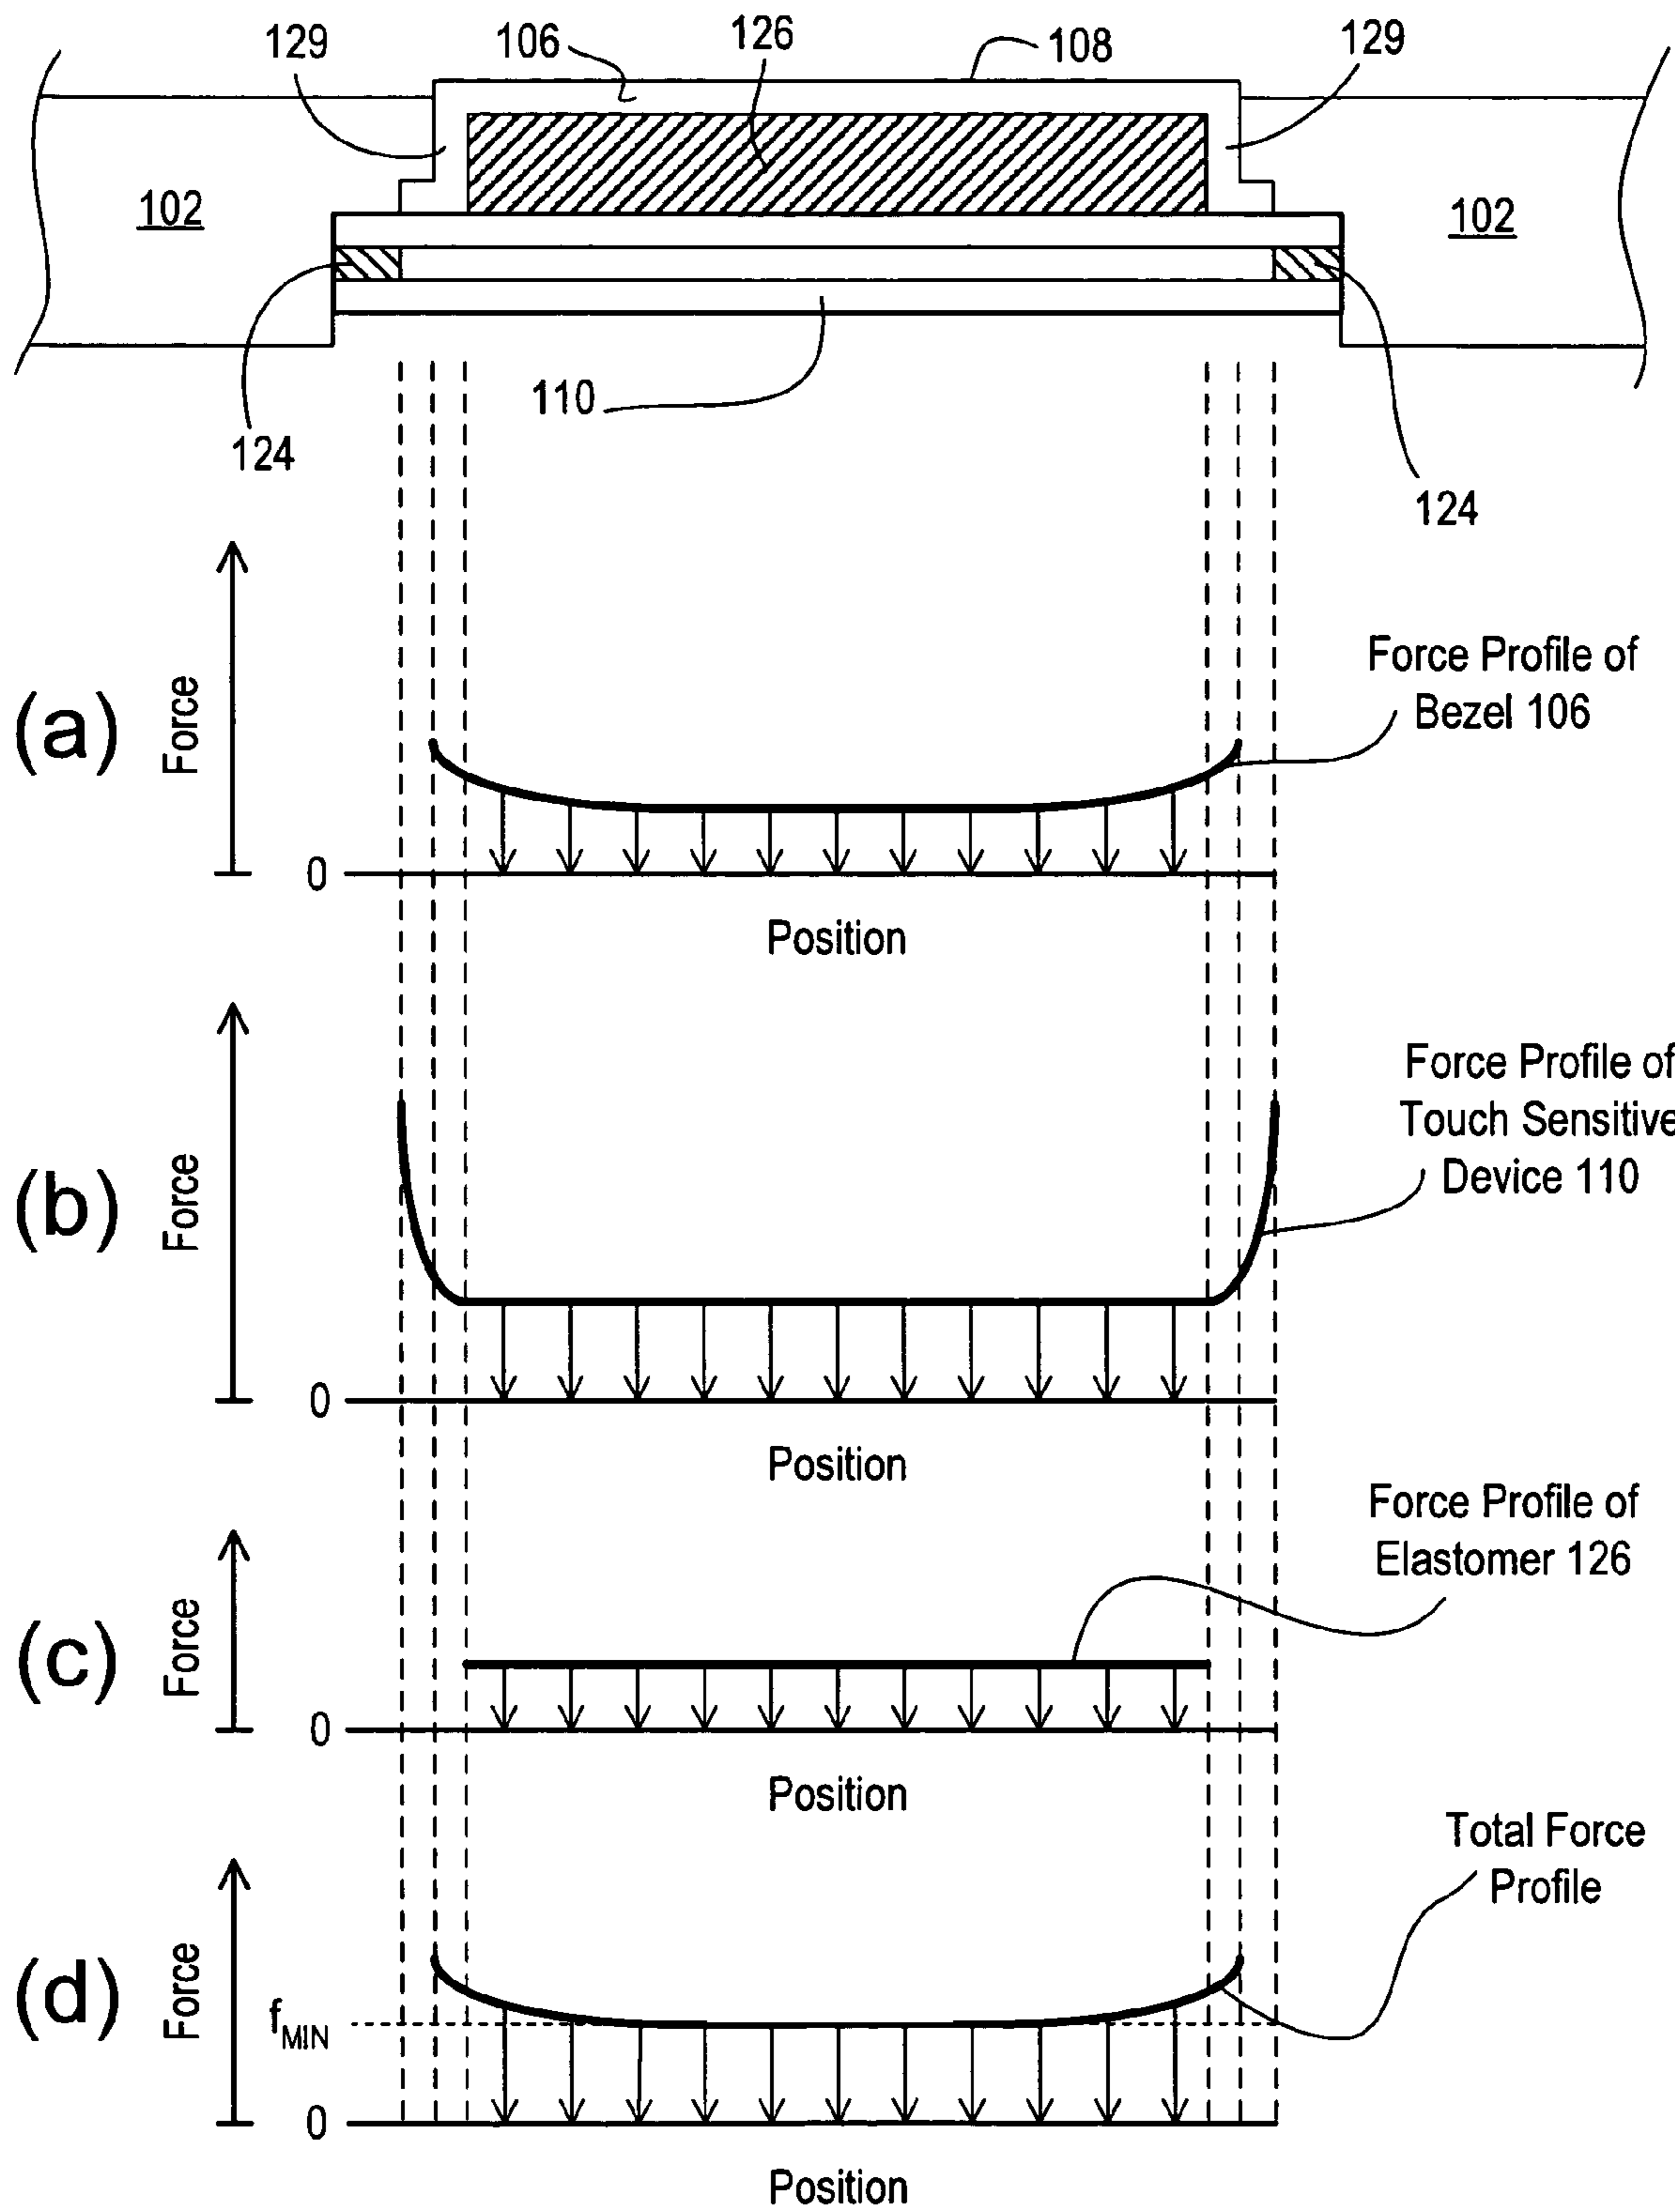 129 106 126 108 129
102 102
110
124 124
(a) Force
Force Profile of
Bezel 106
0
Position
(b) Force
Force Profile of
Touch Sensitive
Device 110
0
Position
(c) Force
Force Profile of
Elastomer 126
0
Position
(d) Force
Total Force
Profile
fMIN
0
Position